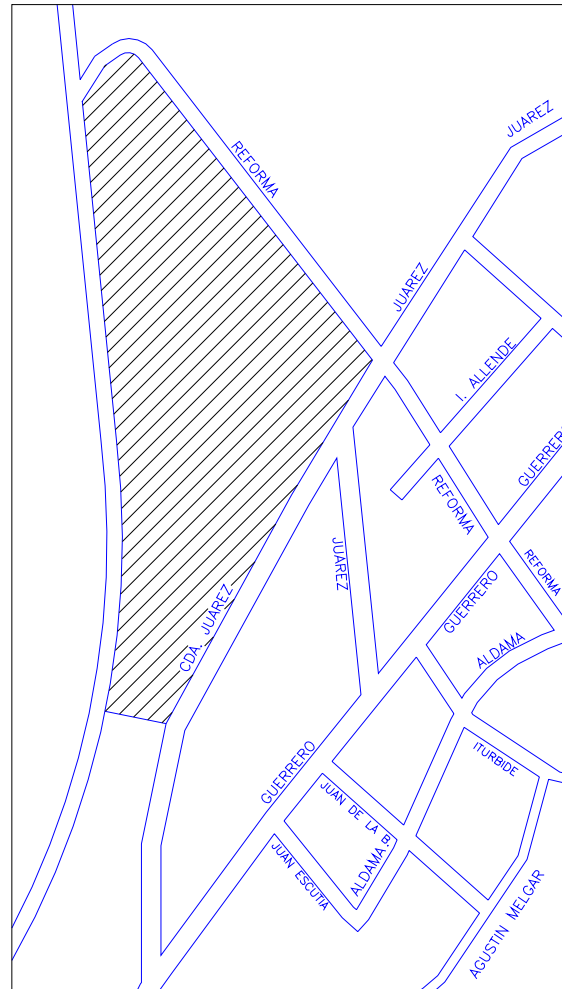 JUAREZ
REFORMA
JUAREZ
I. ALLENDE
GUERRERO
REFORMA
JUAREZ
REFORMA
GUERRERO
CDA. JUAREZ
ALDAMA
GUERRERO
ITURBIDE
JUAN DE LA B.
ALDAMA
JUAN ESCUTIA
AGUSTIN MELGAR